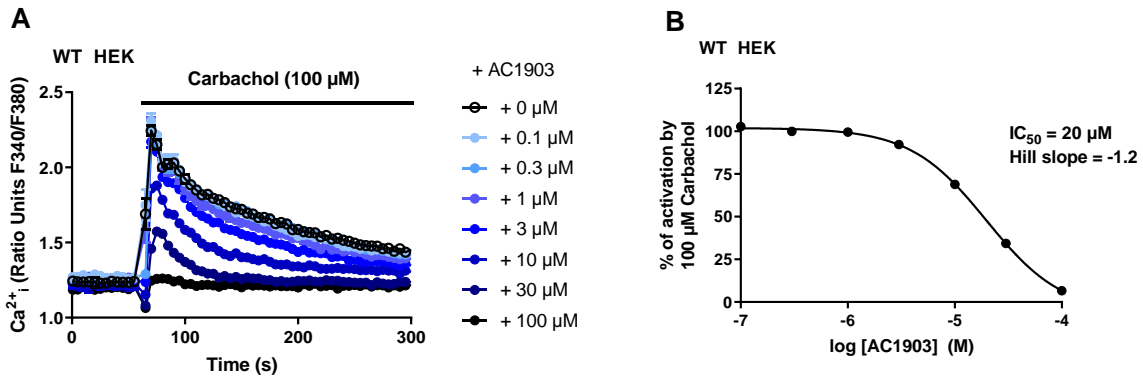 A
WT HEK
Carbachol (100 µM)
Ca²⁺ᵢ (Ratio Units F340/F380)
2.5
2.0
1.5
1.0
0
100
200
300
Time (s)
+ AC1903
+ 0 µM
+ 0.1 µM
+ 0.3 µM
+ 1 µM
+ 3 µM
+ 10 µM
+ 30 µM
+ 100 µM
B
WT HEK
% of activation by
100 µM Carbachol
125
100
75
50
25
0
-7
-6
-5
-4
log [AC1903] (M)
IC₅₀ = 20 µM
Hill slope = -1.2